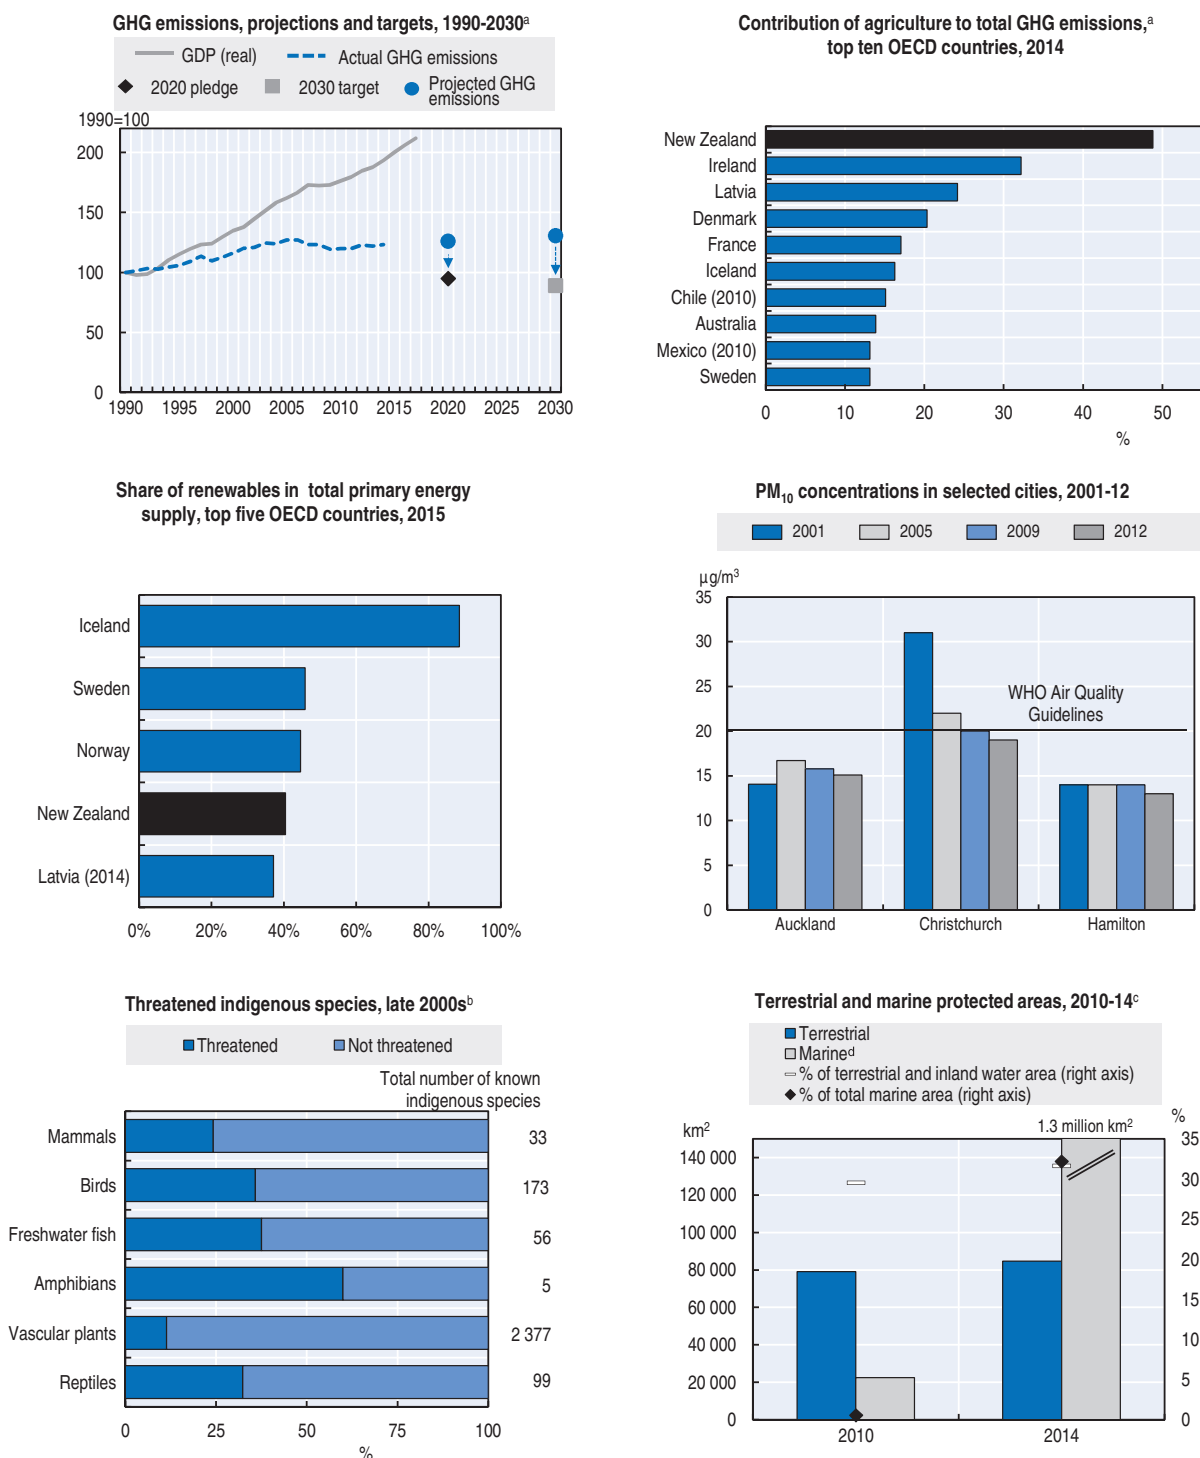 GHG emissions, projections and targets, 1990-2030ᵃ
GDP (real)
Actual GHG emissions
2020 pledge
2030 target
Projected GHG
emissions
1990=100
200
150
100
50
0
1990 1995 2000 2005 2010 2015 2020 2025 2030
Contribution of agriculture to total GHG emissions,ᵃ
top ten OECD countries, 2014
New Zealand
Ireland
Latvia
Denmark
France
Iceland
Chile (2010)
Australia
Mexico (2010)
Sweden
0 10 20 30 40 50
%
Share of renewables in total primary energy
supply, top five OECD countries, 2015
Iceland
Sweden
Norway
New Zealand
Latvia (2014)
0% 20% 40% 60% 80% 100%
PM₁₀ concentrations in selected cities, 2001-12
2001 2005 2009 2012
µg/m³
35
30
25
20
15
10
5
0
WHO Air Quality
Guidelines
Auckland Christchurch Hamilton
Threatened indigenous species, late 2000sᵇ
Threatened Not threatened
Total number of known
indigenous species
Mammals 33
Birds 173
Freshwater fish 56
Amphibians 5
Vascular plants 2 377
Reptiles 99
0 25 50 75 100
%
Terrestrial and marine protected areas, 2010-14ᶜ
Terrestrial
Marineᵈ
% of terrestrial and inland water area (right axis)
% of total marine area (right axis)
1.3 million km²
km²
140 000
120 000
100 000
80 000
60 000
40 000
20 000
0
%
35
30
25
20
15
10
5
0
2010 2014